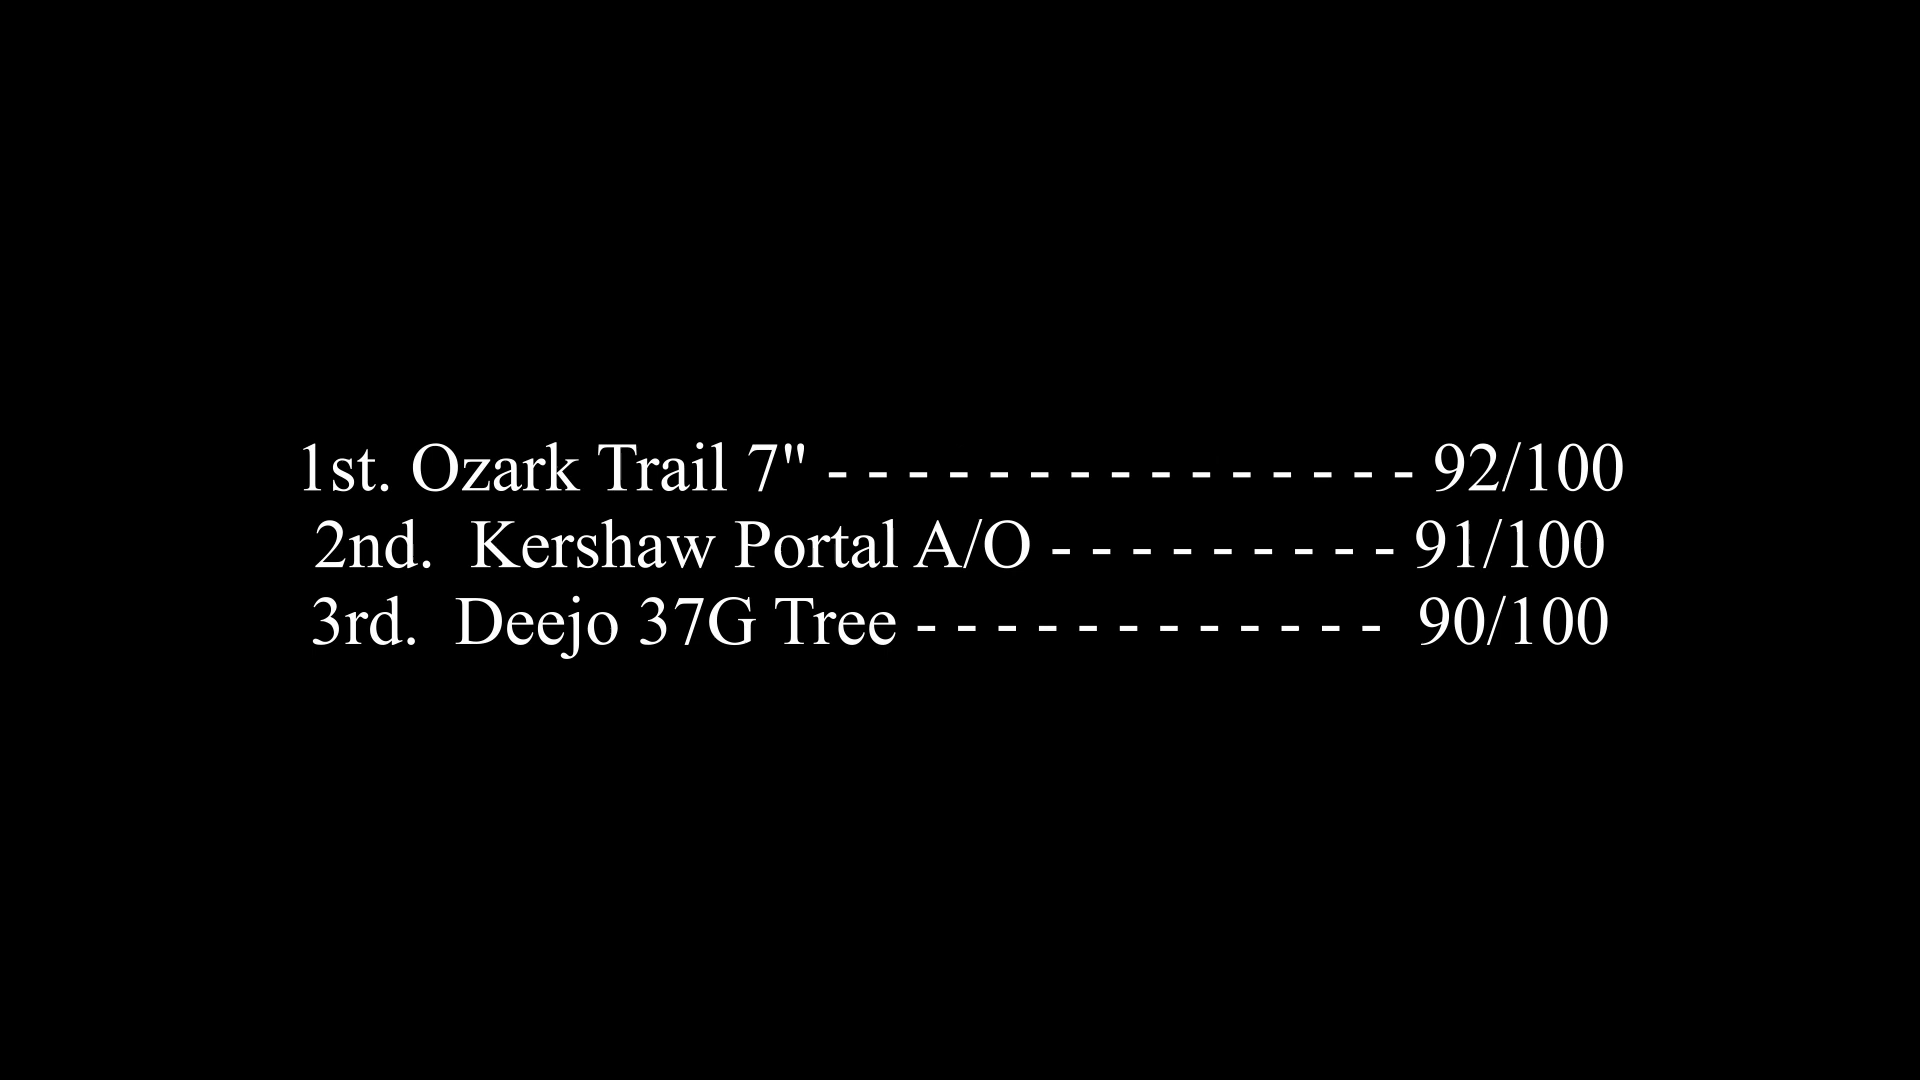 1st. Ozark Trail 7" - - - - - - - - - - - - - - - 92/100
2nd.  Kershaw Portal A/O - - - - - - - - - 91/100
3rd.  Deejo 37G Tree - - - - - - - - - - - -  90/100